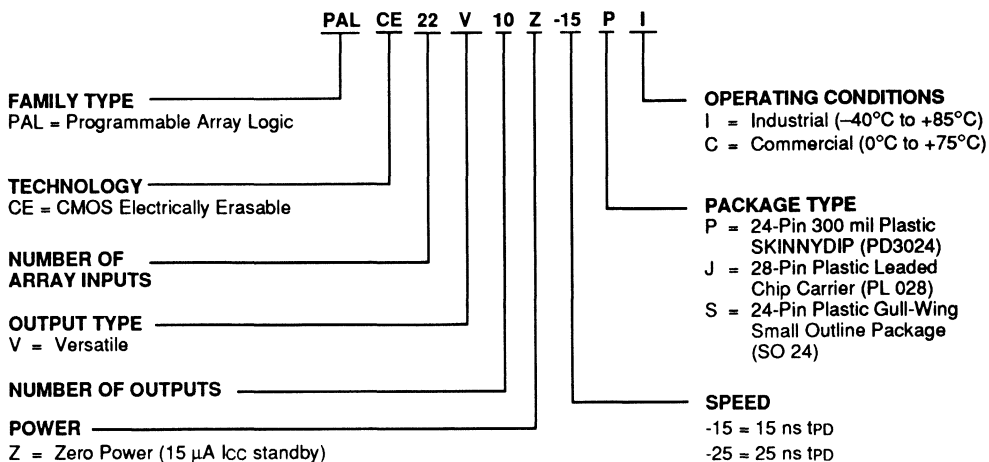 PAL CE 22 V 10 Z -15 P I
FAMILY TYPE
PAL = Programmable Array Logic
TECHNOLOGY
CE = CMOS Electrically Erasable
NUMBER OF
ARRAY INPUTS
OUTPUT TYPE
V = Versatile
NUMBER OF OUTPUTS
POWER
Z = Zero Power (15 µA ICC standby)
OPERATING CONDITIONS
I = Industrial (–40°C to +85°C)
C = Commercial (0°C to +75°C)
PACKAGE TYPE
P = 24-Pin 300 mil Plastic
SKINNYDIP (PD3024)
J = 28-Pin Plastic Leaded
Chip Carrier (PL 028)
S = 24-Pin Plastic Gull-Wing
Small Outline Package
(SO 24)
SPEED
-15 = 15 ns tPD
-25 = 25 ns tPD